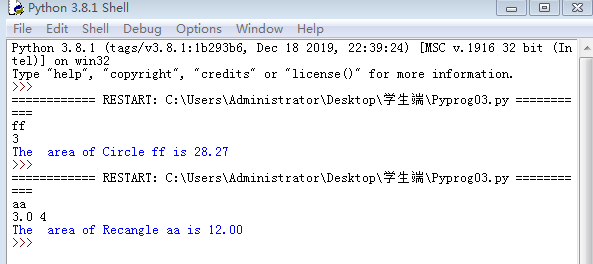 Python 3.8.1 Shell
File Edit Shell Debug Options Window Help
Python 3.8.1 (tags/v3.8.1:1b293b6, Dec 18 2019, 22:39:24) [MSC v.1916 32 bit (In
tel)] on win32
Type "help", "copyright", "credits" or "license()" for more information.
>>>
============ RESTART: C:\Users\Administrator\Desktop\学生端\Pyprog03.py =========
===
ff
3
The  area of Circle ff is 28.27
>>>
============ RESTART: C:\Users\Administrator\Desktop\学生端\Pyprog03.py =========
===
aa
3.0 4
The  area of Recangle aa is 12.00
>>>